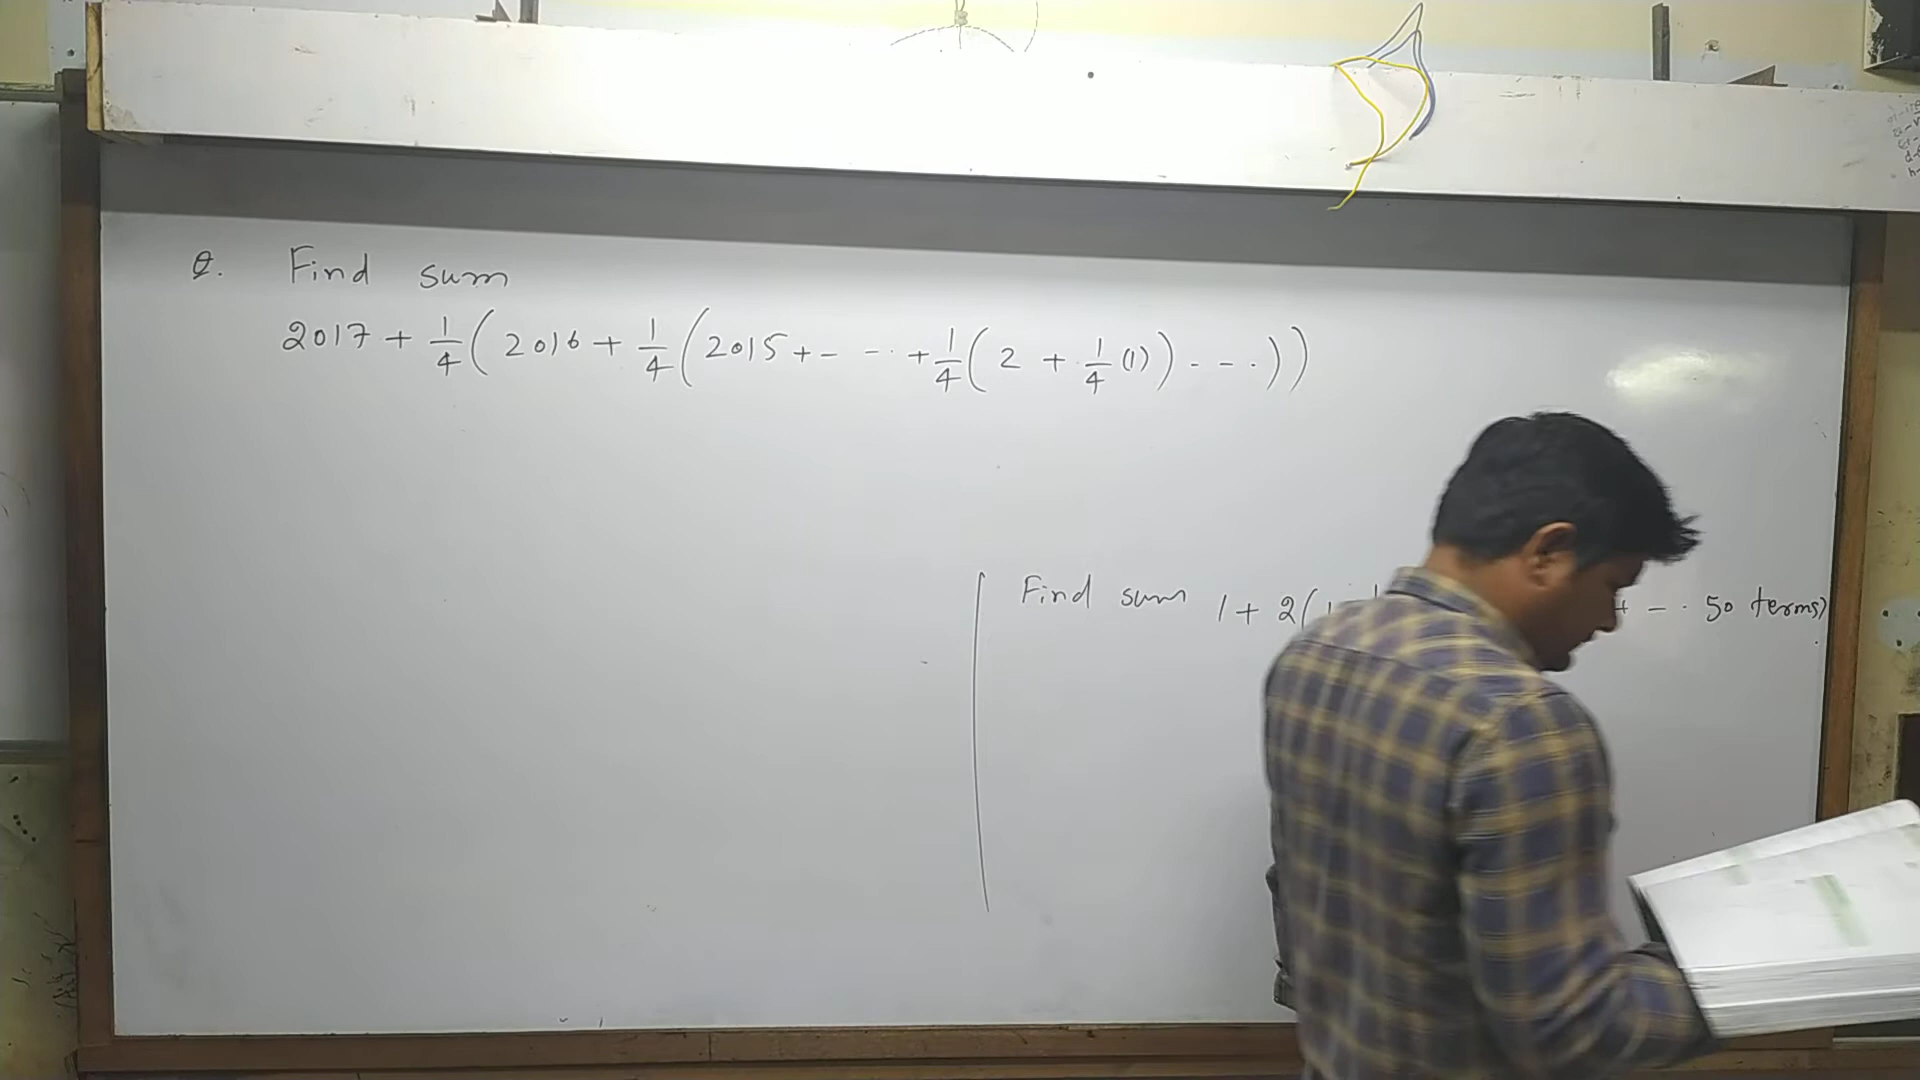 Q. Find sum
2017 + 1/4 ( 2016 + 1/4 ( 2015 + - - . . + 1/4 ( 2 + 1/4 (1) ) - - . ) )
Find sum 1 + 2 ( 1 + - . . 50 terms)